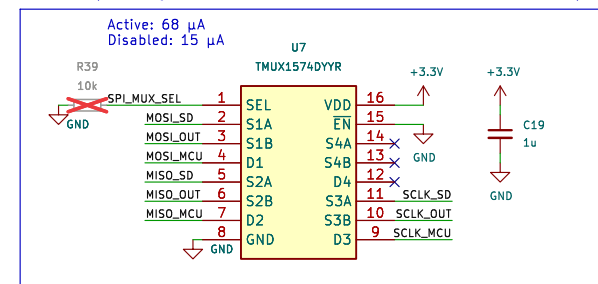 Active: 68 µA
Disabled: 15 µA
U7
TMUX1574DYYR
R39
10k
GND
SPI_MUX_SEL 1 SEL
MOSI_SD 2 S1A
MOSI_OUT 3 S1B
MOSI_MCU 4 D1
MISO_SD 5 S2A
MISO_OUT 6 S2B
MISO_MCU 7 D2
GND 8 GND
VDD 16 +3.3V
EN 15 GND
S4A 14
S4B 13
D4 12
S3A 11 SCLK_SD
S3B 10 SCLK_OUT
D3 9 SCLK_MCU
+3.3V
C19
1u
GND